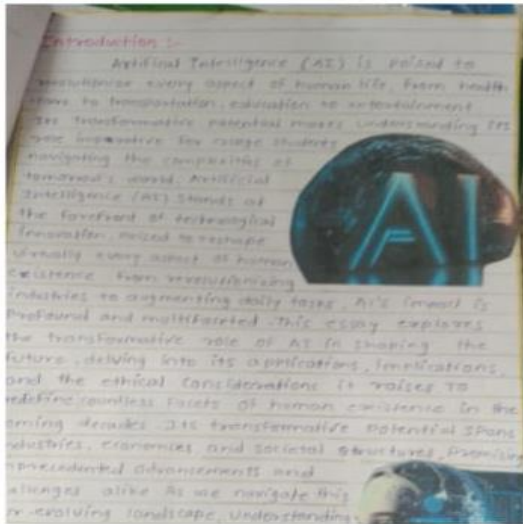 Introduction :-
Artificial Intelligence (AI) is poised to
revolutionize every aspect of human life, from health
care to transportation, education to entertainment
Its transformative potential makes understanding its
role imperative for college students
navigating the complexities of
tomorrow's world. Artificial
Intelligence (AI) Stands at
the forefront of technological
innovation, poised to reshape
virtually every aspect of human
existence from revolutionizing
industries to augmenting daily tasks, AI's impact is
Profound and multifaceted. This essay explores
the transformative role of AI in shaping the
future, delving into its applications, implications,
and the ethical considerations it raises To
redefine countless facets of human existence in the
coming decades Its transformative potential Spans
industries, economies and societal structures, Promising
unprecedented advancements and
challenges alike As we navigate this
evolving landscape, Understanding
AI